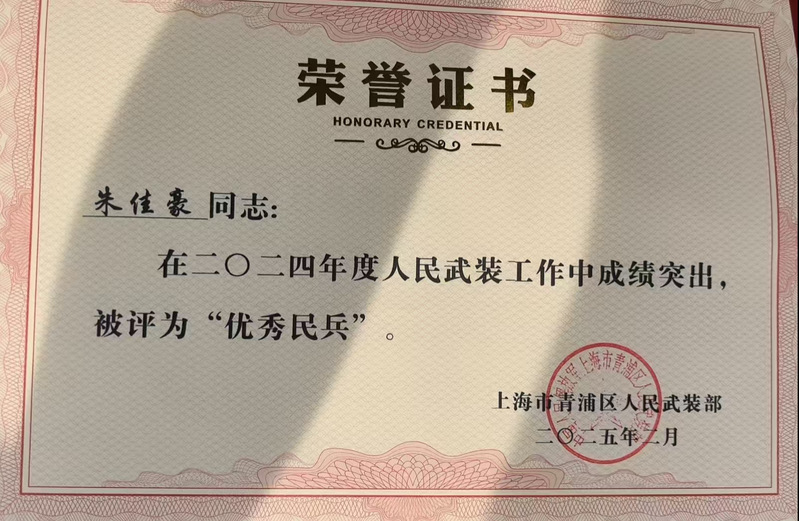 荣誉证书
HONORARY CREDENTIAL
朱佳豪同志：
在二〇二四年度人民武装工作中成绩突出，
被评为“优秀民兵”。
上海市青浦区人民武装部
二〇二五年二月